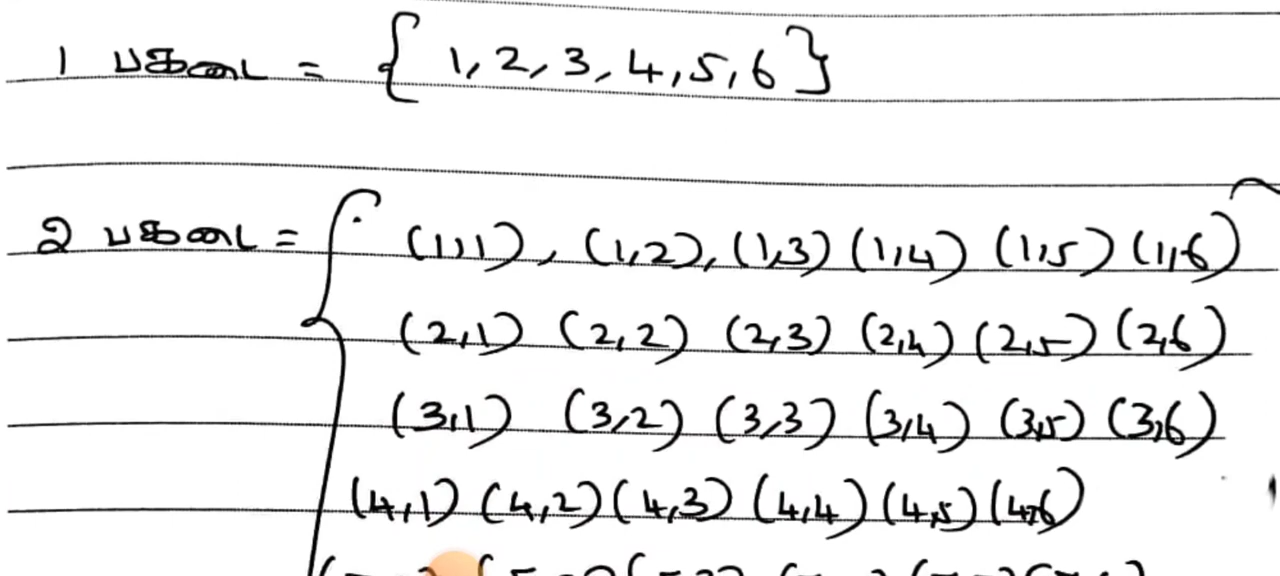 1 பகடை = { 1, 2, 3, 4, 5, 6 }
2 பகடை = { (1,1), (1,2), (1,3) (1,4) (1,5) (1,6)
(2,1) (2,2) (2,3) (2,4) (2,5) (2,6)
(3,1) (3,2) (3,3) (3,4) (3,5) (3,6)
(4,1) (4,2) (4,3) (4,4) (4,5) (4,6)